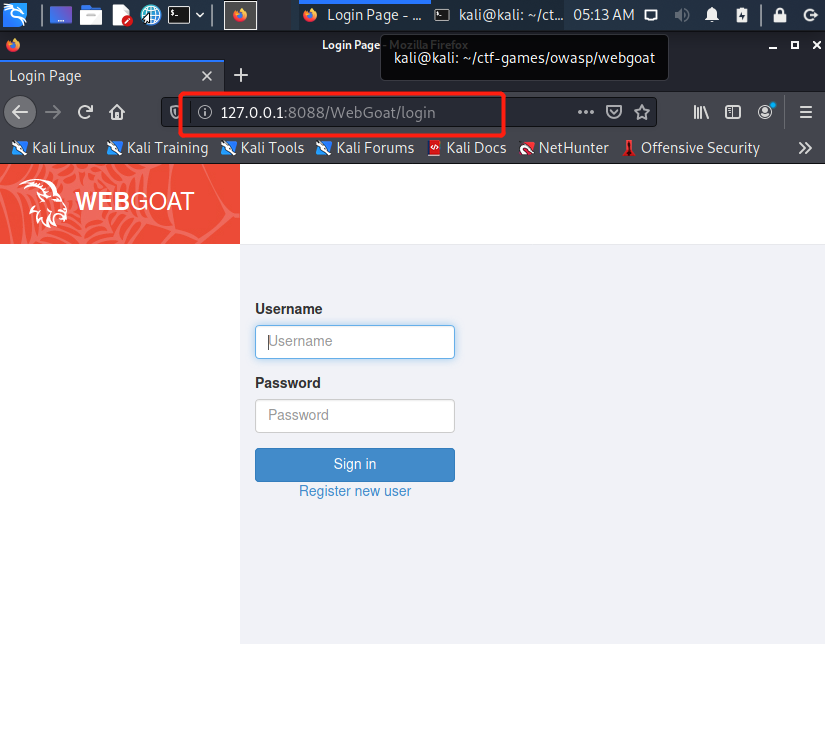 Login Page - ... kali@kali: ~/ct... 05:13 AM
Login Page - Mozilla Firefox
kali@kali: ~/ctf-games/owasp/webgoat
Login Page
127.0.0.1:8088/WebGoat/login
Kali Linux Kali Training Kali Tools Kali Forums Kali Docs NetHunter Offensive Security
WEBGOAT
Username
Username
Password
Password
Sign in
Register new user